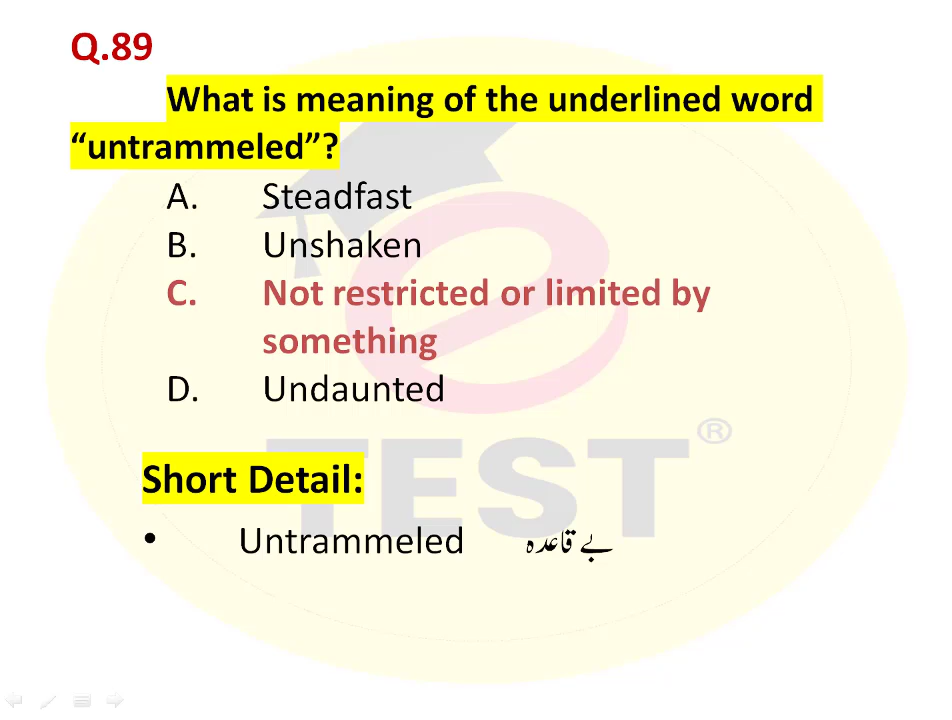 Q.89
What is meaning of the underlined word
“untrammeled”?
A. Steadfast
B. Unshaken
C. Not restricted or limited by
something
D. Undaunted
TEST®
Short Detail:
• Untrammeled بے قاعدہ